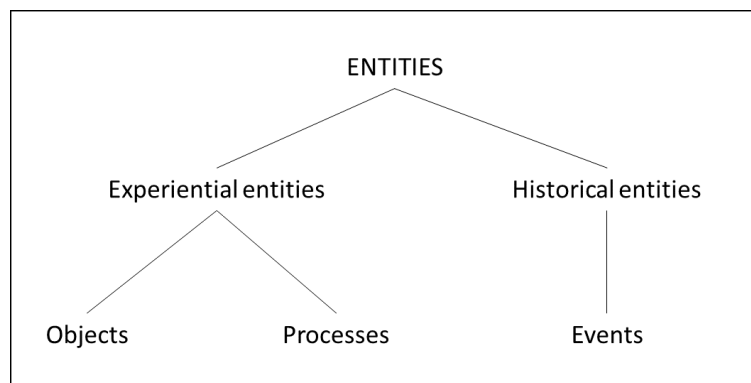 ENTITIES
Experiential entities
Historical entities
Objects
Processes
Events